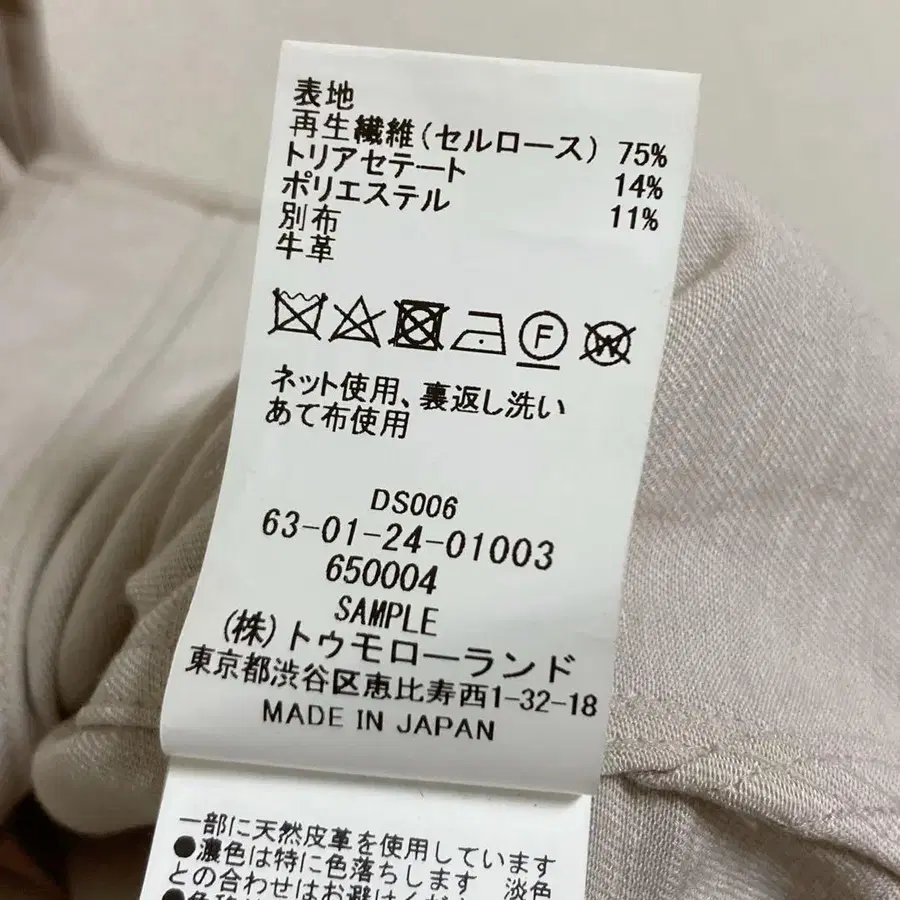 表地
再生繊維(セルロース) 75%
トリアセテート 14%
ポリエステル 11%
別布
牛革
F W
ネット使用、裏返し洗い
あて布使用
DS006
63-01-24-01003
650004
SAMPLE
(株)トゥモローランド
東京都渋谷区恵比寿西1-32-18
MADE IN JAPAN
一部に天然皮革を使用しています
●濃色は特に色落ちします 淡色
との合わせはお避けくだ